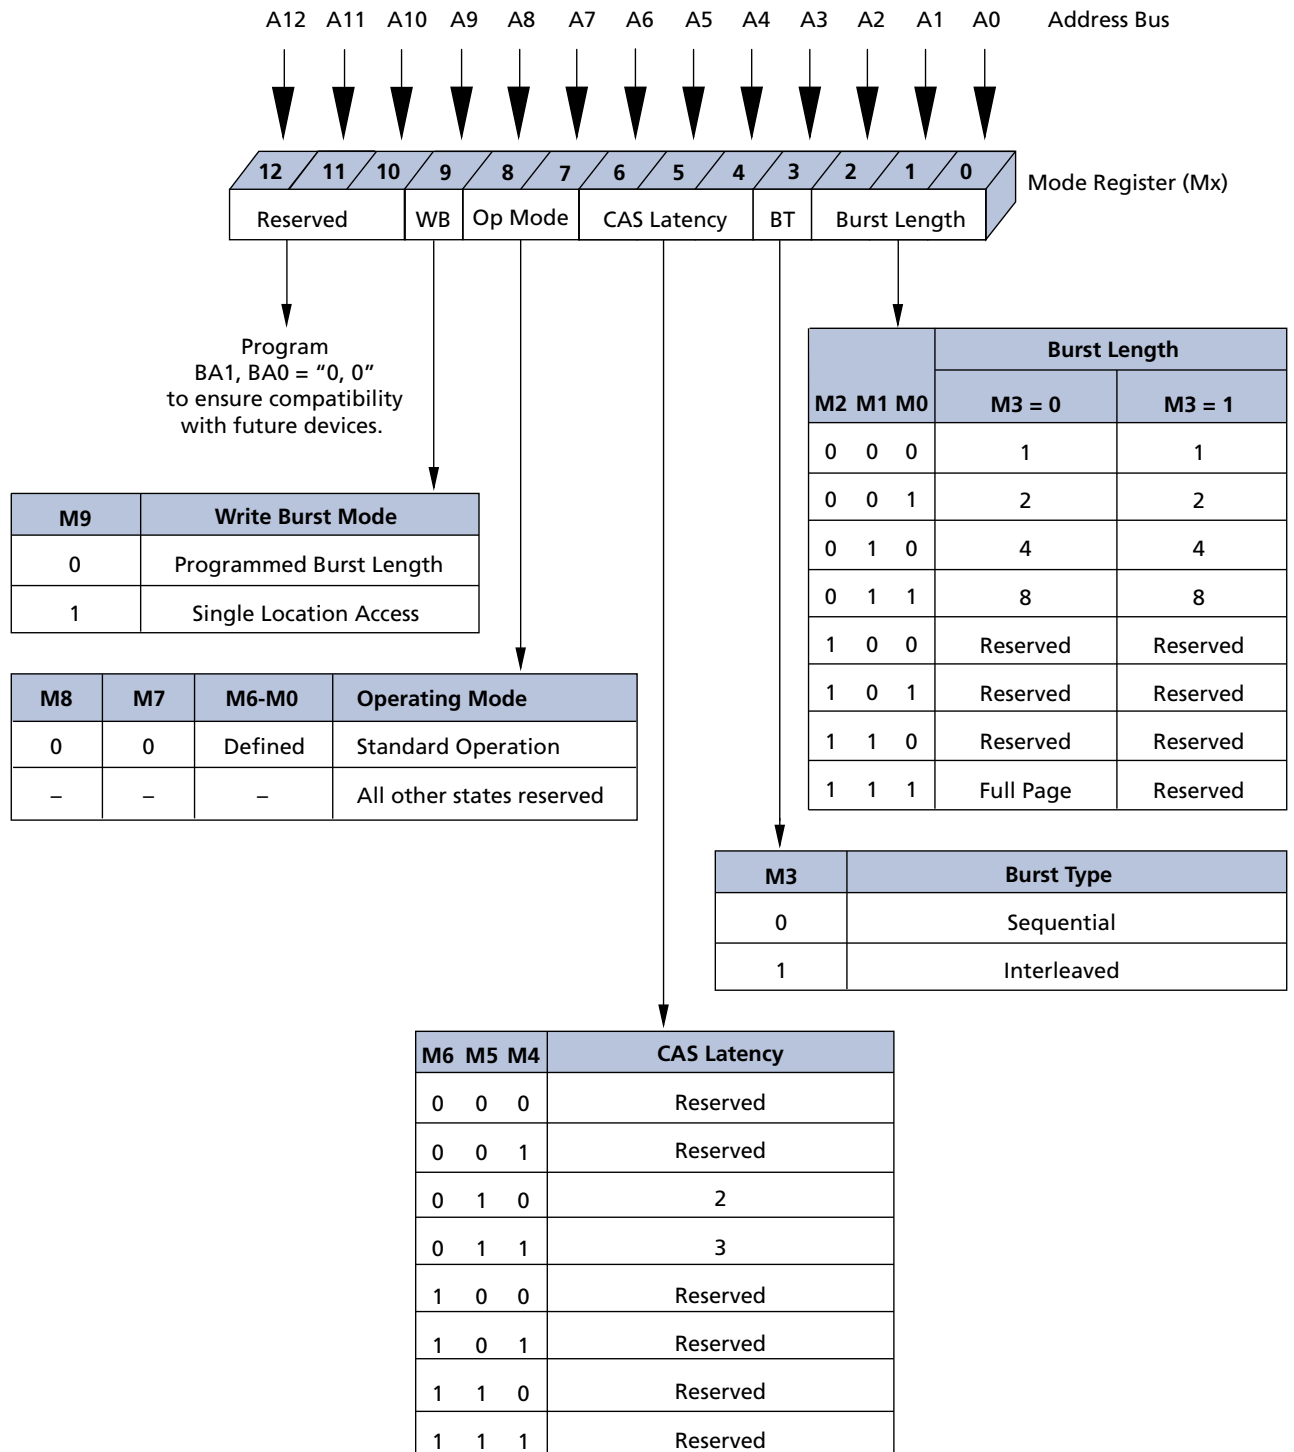 A12 A11 A10 A9 A8 A7 A6 A5 A4 A3 A2 A1 A0 Address Bus
12 11 10 9 8 7 6 5 4 3 2 1 0
Mode Register (Mx)
Reserved WB Op Mode CAS Latency BT Burst Length
Program
BA1, BA0 = “0, 0”
to ensure compatibility
with future devices.
Burst Length
M2 M1 M0 M3 = 0 M3 = 1
0 0 0 1 1
0 0 1 2 2
0 1 0 4 4
0 1 1 8 8
1 0 0 Reserved Reserved
1 0 1 Reserved Reserved
1 1 0 Reserved Reserved
1 1 1 Full Page Reserved
M9 Write Burst Mode
0 Programmed Burst Length
1 Single Location Access
M8 M7 M6-M0 Operating Mode
0 0 Defined Standard Operation
– – – All other states reserved
M3 Burst Type
0 Sequential
1 Interleaved
M6 M5 M4 CAS Latency
0 0 0 Reserved
0 0 1 Reserved
0 1 0 2
0 1 1 3
1 0 0 Reserved
1 0 1 Reserved
1 1 0 Reserved
1 1 1 Reserved